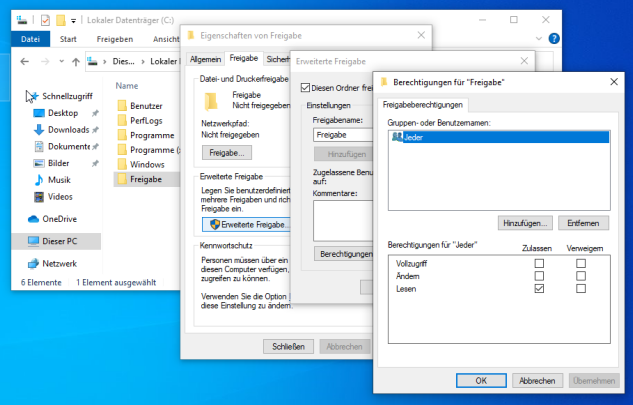 Lokaler Datenträger (C:)
Datei Start Freigeben Ansicht
Dies... Lokaler
Schnellzugriff
Desktop
Downloads
Dokumente
Bilder
Musik
Videos
OneDrive
Dieser PC
Netzwerk
Name
Benutzer
PerfLogs
Programme
Programme (
Windows
Freigabe
6 Elemente 1 Element ausgewählt
Eigenschaften von Freigabe
Allgemein Freigabe Sicherh
Datei- und Druckerfreigabe
Freigabe
Nicht freigegeben
Netzwerkpfad:
Nicht freigegeben
Freigabe...
Erweiterte Freigabe
Legen Sie benutzerdefiniert
mehrere Freigaben und rich
Freigabe ein.
Erweiterte Freigabe...
Kennwortschutz
Personen müssen über ein
diesen Computer verfügen,
zugreifen zu können.
Verwenden Sie die Option
diese Einstellung zu ändern.
Schließen Abbrechen
Erweiterte Freigabe
Diesen Ordner frei
Einstellungen
Freigabename:
Freigabe
Hinzufügen
Zugelassene Benu
auf:
Kommentare:
Berechtigungen
Berechtigungen für "Freigabe"
Freigabeberechtigungen
Gruppen- oder Benutzernamen:
Jeder
Hinzufügen... Entfernen
Berechtigungen für "Jeder" Zulassen Verweigern
Vollzugriff
Ändern
Lesen
OK Abbrechen Übernehmen